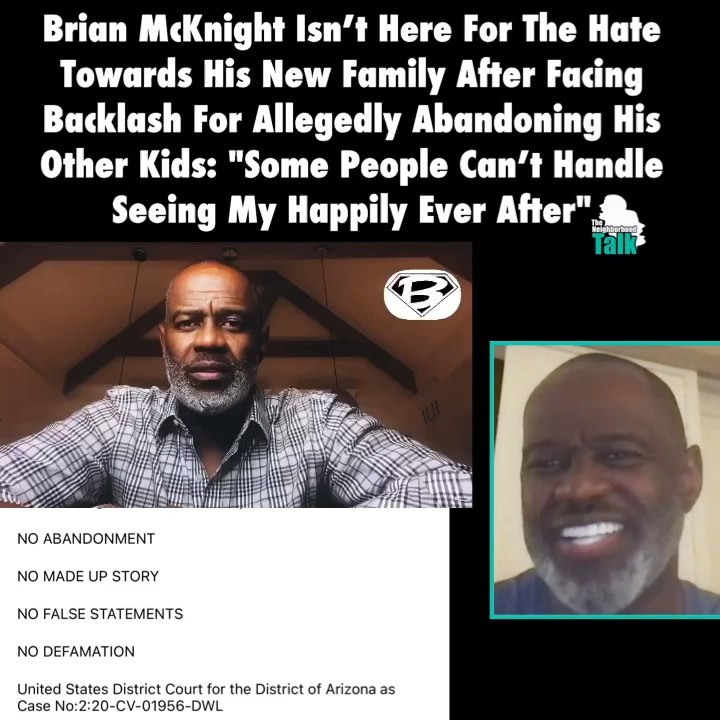 Brian McKnight Isn’t Here For The Hate
Towards His New Family After Facing
Backlash For Allegedly Abandoning His
Other Kids: "Some People Can’t Handle
Seeing My Happily Ever After"
The
Neighborhood
Talk
B
NO ABANDONMENT
NO MADE UP STORY
NO FALSE STATEMENTS
NO DEFAMATION
United States District Court for the District of Arizona as
Case No:2:20-CV-01956-DWL